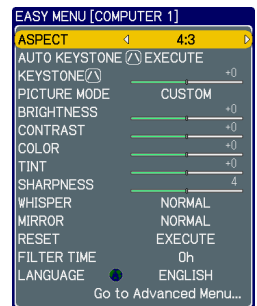 EASY MENU [COMPUTER 1]
ASPECT 4:3
AUTO KEYSTONE EXECUTE
KEYSTONE +0
PICTURE MODE CUSTOM
BRIGHTNESS +0
CONTRAST +0
COLOR +0
TINT +0
SHARPNESS 4
WHISPER NORMAL
MIRROR NORMAL
RESET EXECUTE
FILTER TIME 0h
LANGUAGE ENGLISH
Go to Advanced Menu...